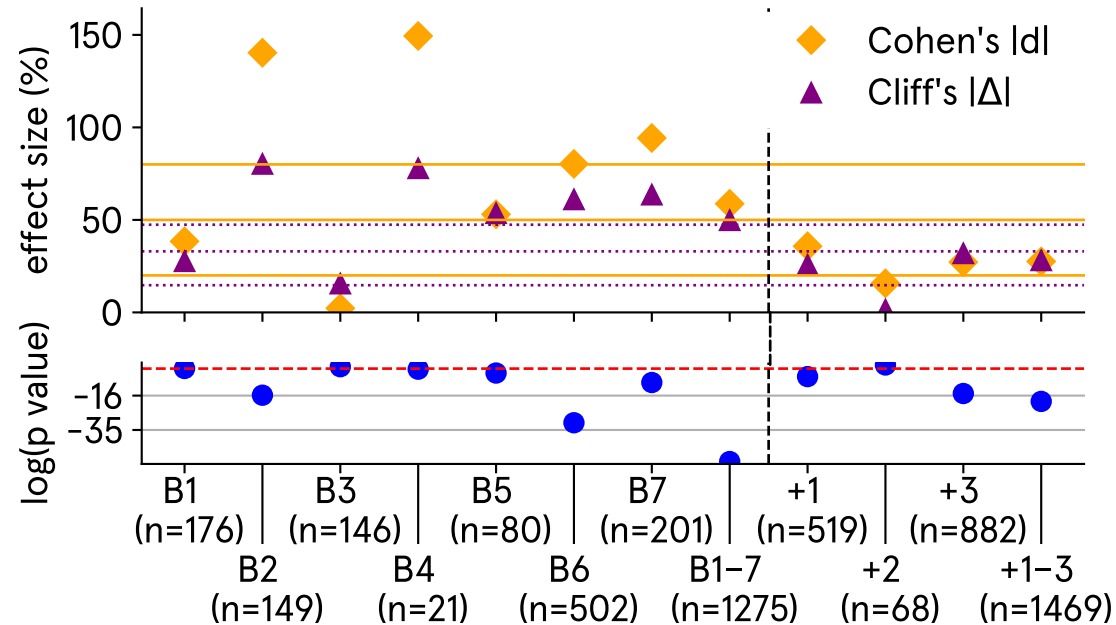 effect size (%)
150
100
50
0
Cohen's |d|
Cliff's |Δ|
log(p value)
−16
−35
B1
(n=176)
B2
(n=149)
B3
(n=146)
B4
(n=21)
B5
(n=80)
B6
(n=502)
B7
(n=201)
B1−7
(n=1275)
+1
(n=519)
+2
(n=68)
+3
(n=882)
+1−3
(n=1469)